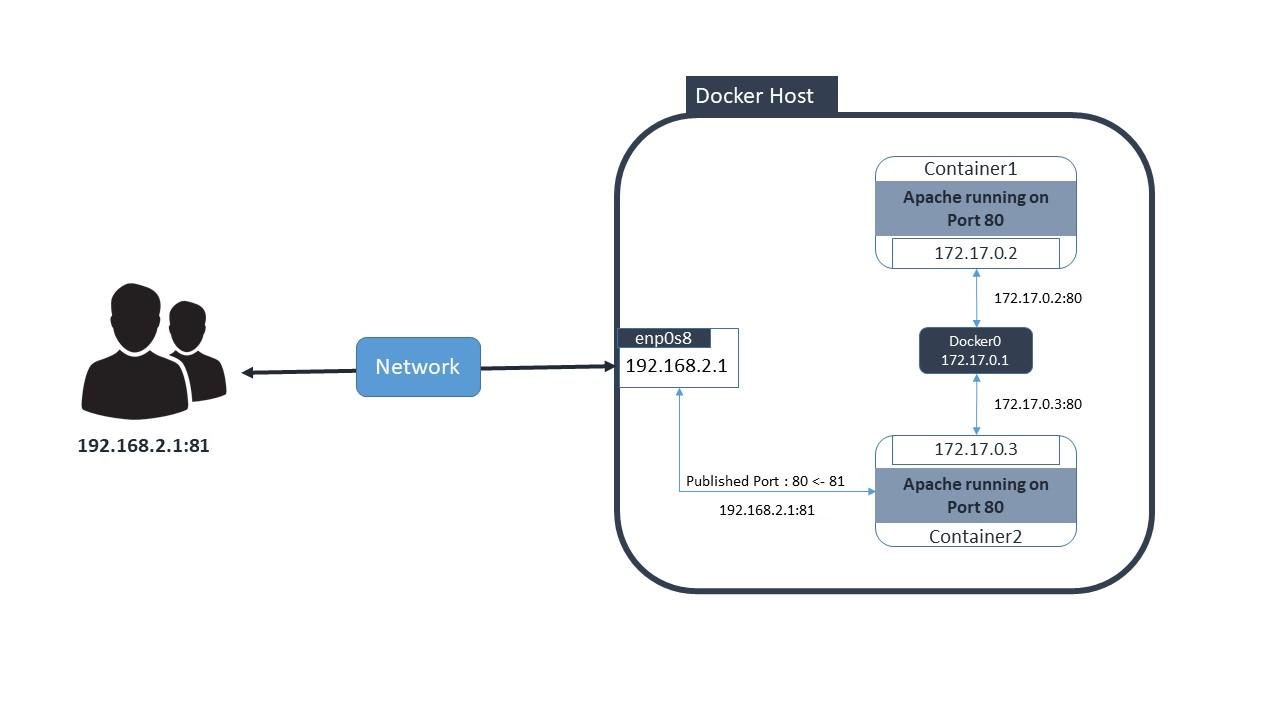 Docker Host
Container1
Apache running on
Port 80
172.17.0.2
172.17.0.2:80
enp0s8
192.168.2.1
Docker0
172.17.0.1
Network
172.17.0.3:80
192.168.2.1:81
172.17.0.3
Published Port : 80 <- 81
192.168.2.1:81
Apache running on
Port 80
Container2